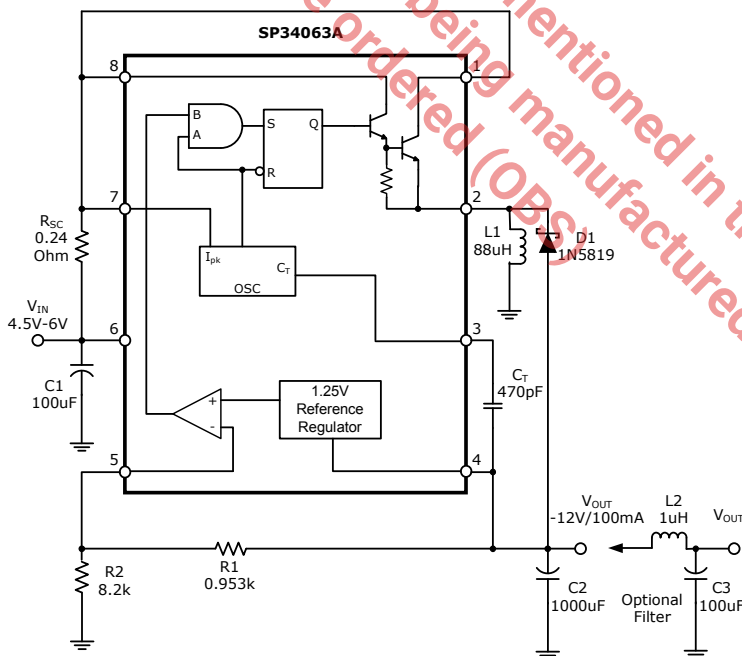 mentioned in t
being manufactured
e ordered (OBS)
SP34063A
8
1
B
A
S
Q
R
7
2
RSC
0.24
Ohm
L1
88uH
D1
1N5819
Ipk
CT
OSC
VIN
4.5V-6V
6
3
C1
100uF
CT
470pF
+
-
1.25V
Reference
Regulator
5
4
VOUT
-12V/100mA
L2
1uH
VOUT
R1
0.953k
R2
8.2k
C2
1000uF
Optional
Filter
C3
100uF